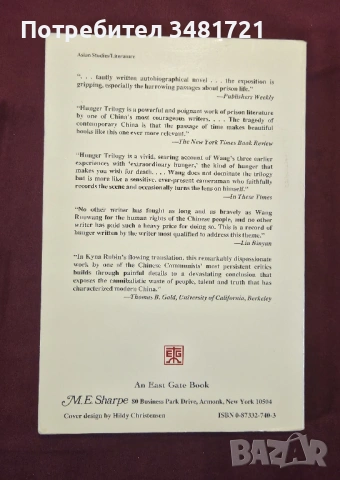 Купувам - Продавам
тел: 3481721
Asian Studies/Literature
". . . tautly written autobiographical novel . . . the exposition is
gripping, especially the harrowing passages about prison life."
—Publishers Weekly
"Hunger Trilogy is a powerful and poignant work of prison literature
by one of China's most courageous writers. . . . The tragedy of
contemporary China is that the passage of time makes beautiful
books like this one ever more relevant."
—The New York Times Book Review
"Hunger Trilogy is a vivid, searing account of Wang's three earlier
experiences with 'extraordinary hunger,' the kind of hunger that
makes you wish for death. . . . Wang does not dominate the trilogy
but is more like a sensitive, ever-present cameraman who faithfully
records the scene and occasionally turns the lens on himself."
—In These Times
"No other writer has fought as long and as bravely as Wang
Ruowang for the human rights of the Chinese people, and no other
writer has paid such a heavy price for doing so. This is a record of
hunger written by the writer most qualified to address this theme."
—Liu Binyan
"In Kyna Rubin's flowing translation, this remarkably dispassionate
work by one of the Chinese Communists' most persistent critics
builds through painful details to a devastating conclusion that
exposes the cannibalistic waste of people, talent and truth that has
characterized modern China."
—Thomas B. Gold, University of California, Berkeley
An East Gate Book
M.E. Sharpe 80 Business Park Drive, Armonk, New York 10504
Cover design by Hildy Christensen ISBN 0-87332-740-3
BAZAR